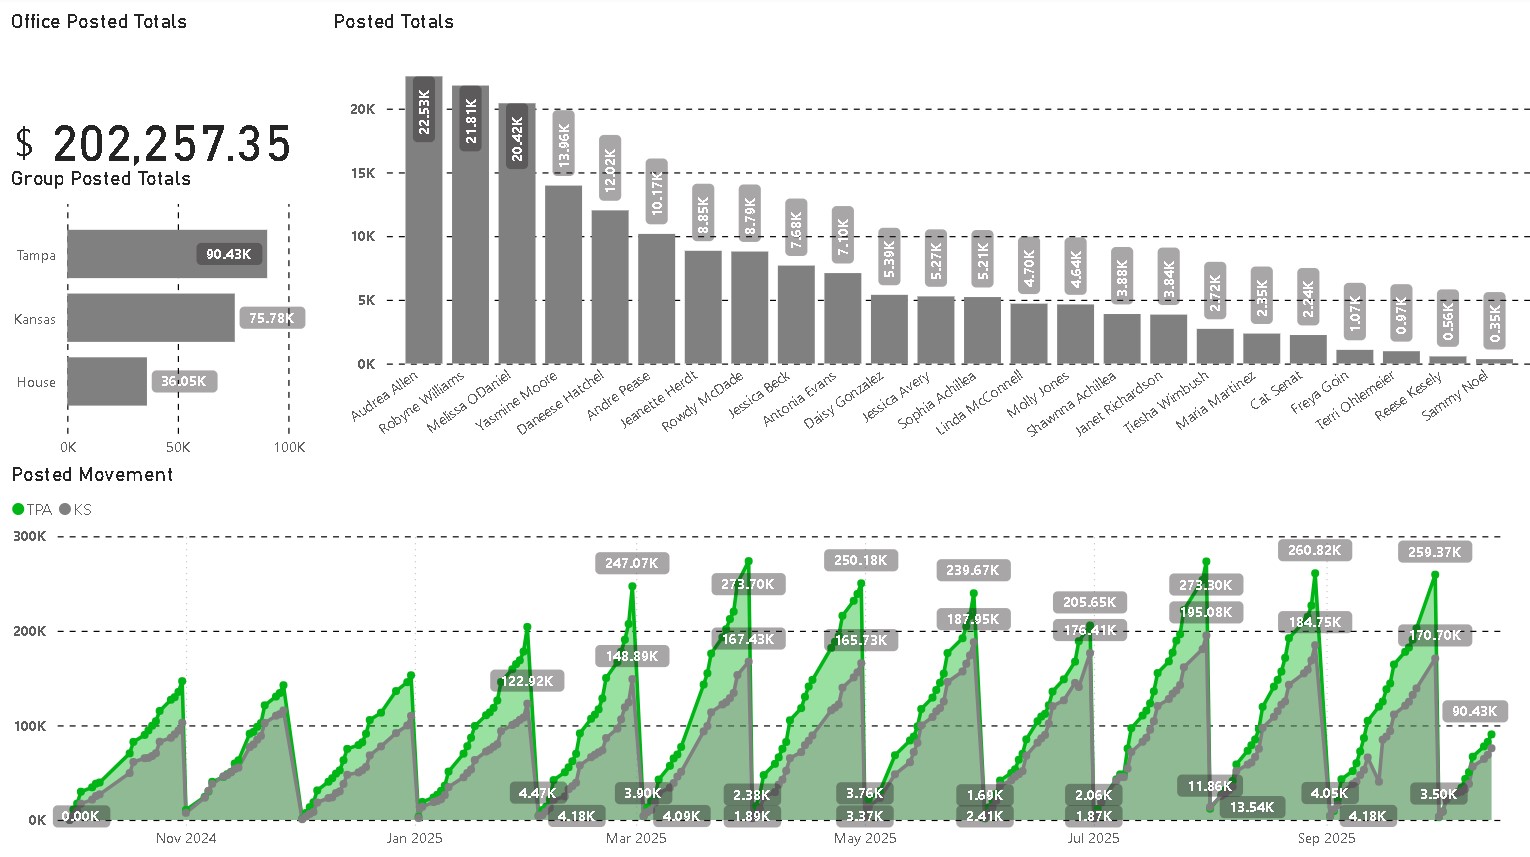 Office Posted Totals
$ 202,257.35
Group Posted Totals
Tampa 90.43K
Kansas 75.78K
House 36.05K
0K 50K 100K
Posted Totals
20K
15K
10K
5K
0K
22.53K 21.81K 20.42K 13.96K 12.02K 10.17K 8.85K 8.79K 7.68K 7.10K 5.39K 5.27K 5.21K 4.70K 4.64K 3.88K 3.84K 2.72K 2.35K 2.24K 1.07K 0.97K 0.56K 0.35K
Audrea Allen
Robyne Williams
Melissa ODaniel
Yasmine Moore
Daneese Hatchel
Andre Pease
Jeanette Herdt
Rowdy McDade
Jessica Beck
Antonia Evans
Daisy Gonzalez
Jessica Avery
Sophia Achillea
Linda McConnell
Molly Jones
Shawnna Achillea
Janet Richardson
Tiesha Wimbush
Maria Martinez
Cat Senat
Freya Goin
Terri Ohlemeier
Reese Kesely
Sammy Noel
Posted Movement
TPA KS
300K
200K
100K
0K
247.07K 273.70K 250.18K 239.67K 205.65K 273.30K 260.82K 259.37K
122.92K 148.89K 167.43K 165.73K 187.95K 176.41K 195.08K 184.75K 170.70K 90.43K
4.47K 3.90K 2.38K 3.76K 1.69K 2.06K 11.86K 4.05K 3.50K
0.00K 4.18K 4.09K 1.89K 3.37K 2.41K 1.87K 13.54K 4.18K
Nov 2024 Jan 2025 Mar 2025 May 2025 Jul 2025 Sep 2025